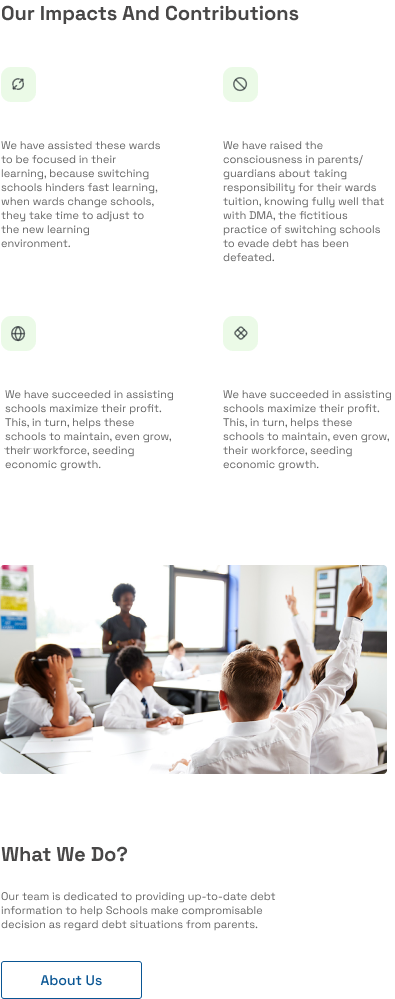 Our Impacts And Contributions
We have assisted these wards
to be focused in their
learning, because switching
schools hinders fast learning,
when wards change schools,
they take time to adjust to
the new learning
environment.
We have raised the
consciousness in parents/
guardians about taking
responsibility for their wards
tuition, knowing fully well that
with DMA, the fictitious
practice of switching schools
to evade debt has been
defeated.
We have succeeded in assisting
schools maximize their profit.
This, in turn, helps these
schools to maintain, even grow,
their workforce, seeding
economic growth.
We have succeeded in assisting
schools maximize their profit.
This, in turn, helps these
schools to maintain, even grow,
their workforce, seeding
economic growth.
What We Do?
Our team is dedicated to providing up-to-date debt
information to help Schools make compromisable
decision as regard debt situations from parents.
About Us